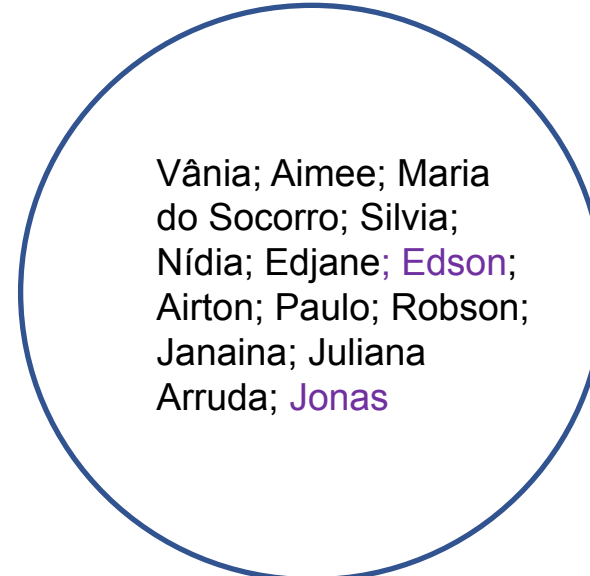 Vânia; Aimee; Maria
do Socorro; Silvia;
Nídia; Edjane; Edson;
Airton; Paulo; Robson;
Janaina; Juliana
Arruda; Jonas